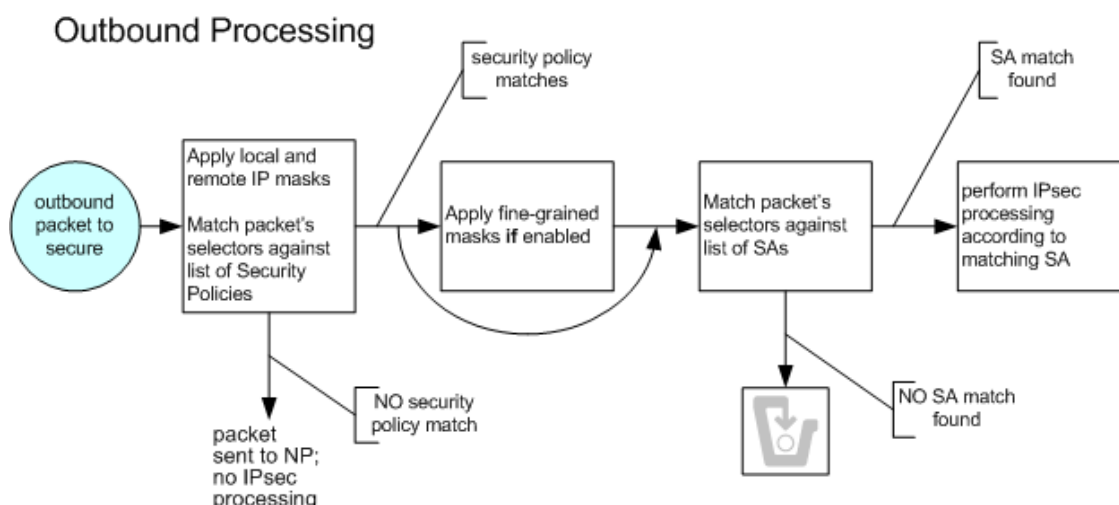 Outbound Processing
security policy
matches
SA match
found
outbound
packet to
secure
Apply local and
remote IP masks
Match packet's
selectors against
list of Security
Policies
Apply fine-grained
masks if enabled
Match packet's
selectors against
list of SAs
perform IPsec
processing
according to
matching SA
NO security
policy match
packet
sent to NP;
no IPsec
processing
NO SA match
found